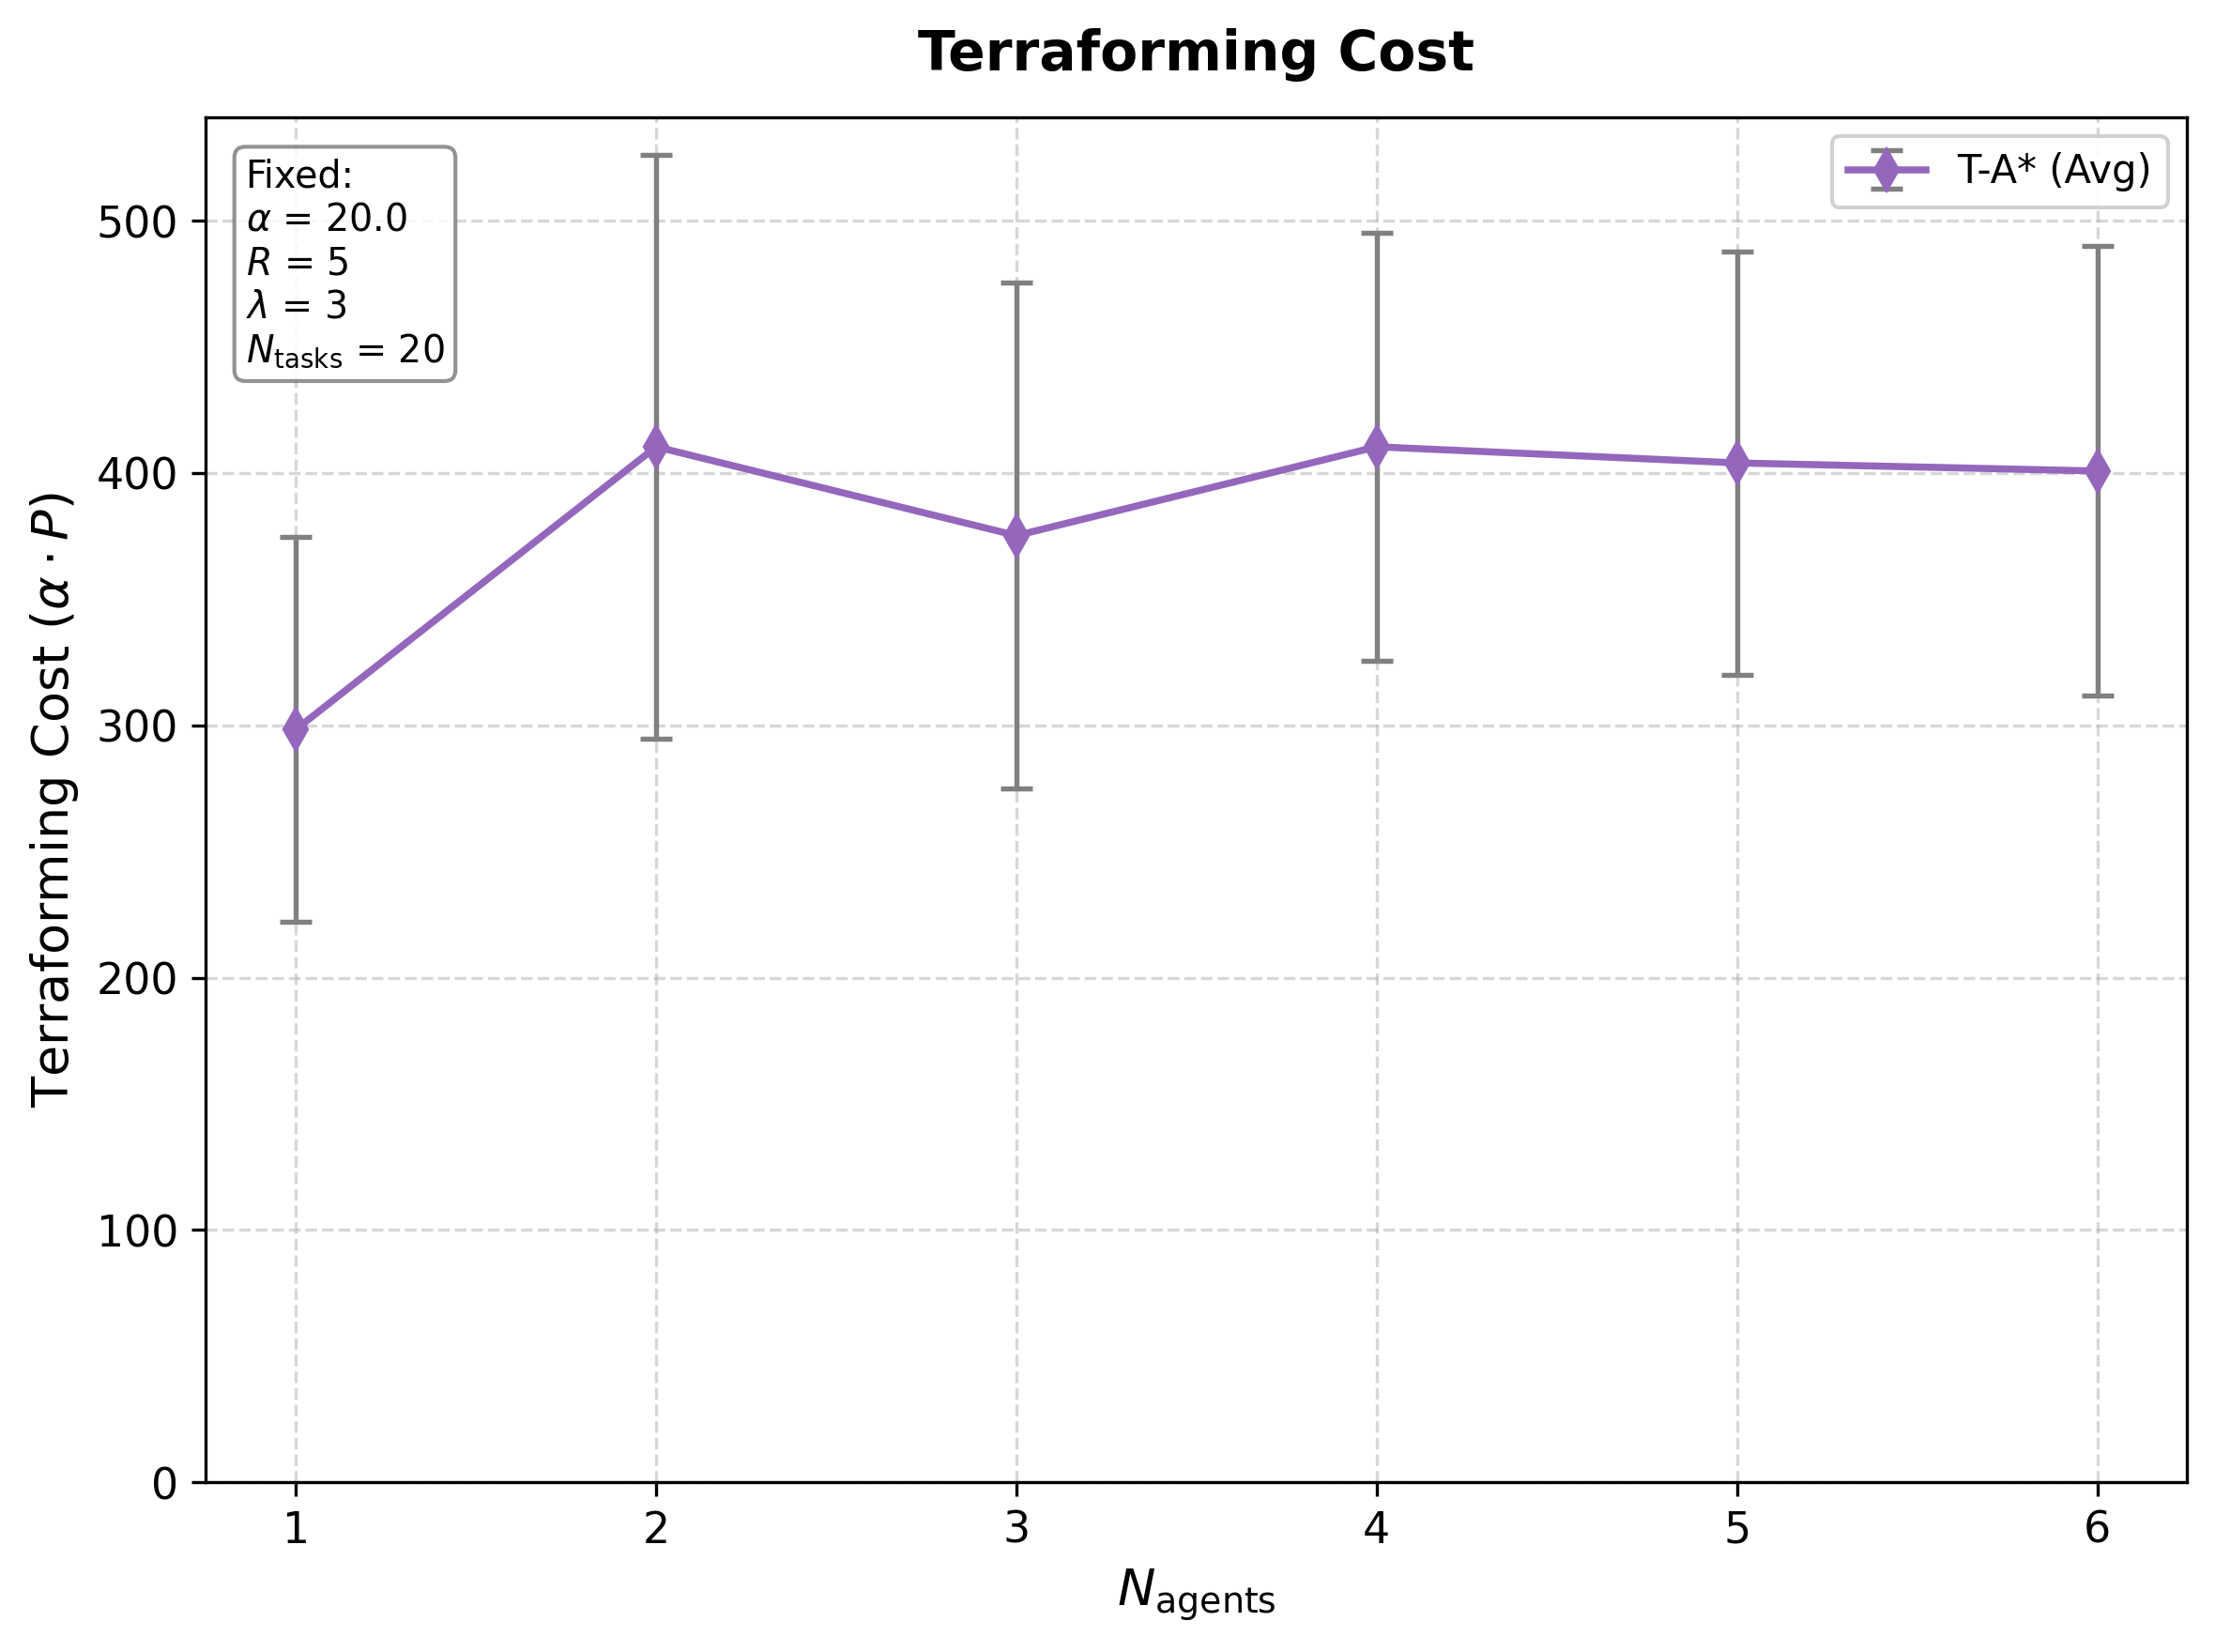 Terraforming Cost
Fixed:
α = 20.0
R = 5
λ = 3
N_tasks = 20
T-A* (Avg)
Terraforming Cost (α · P)
500
400
300
200
100
0
1 2 3 4 5 6
N_agents